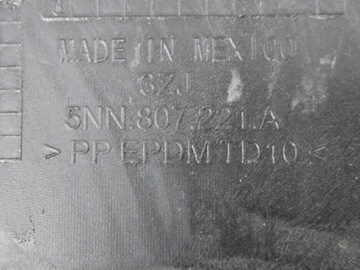 MADE IN MEXICO
GZJ
5NN.807.221.A
> PP EPDM TD10 <